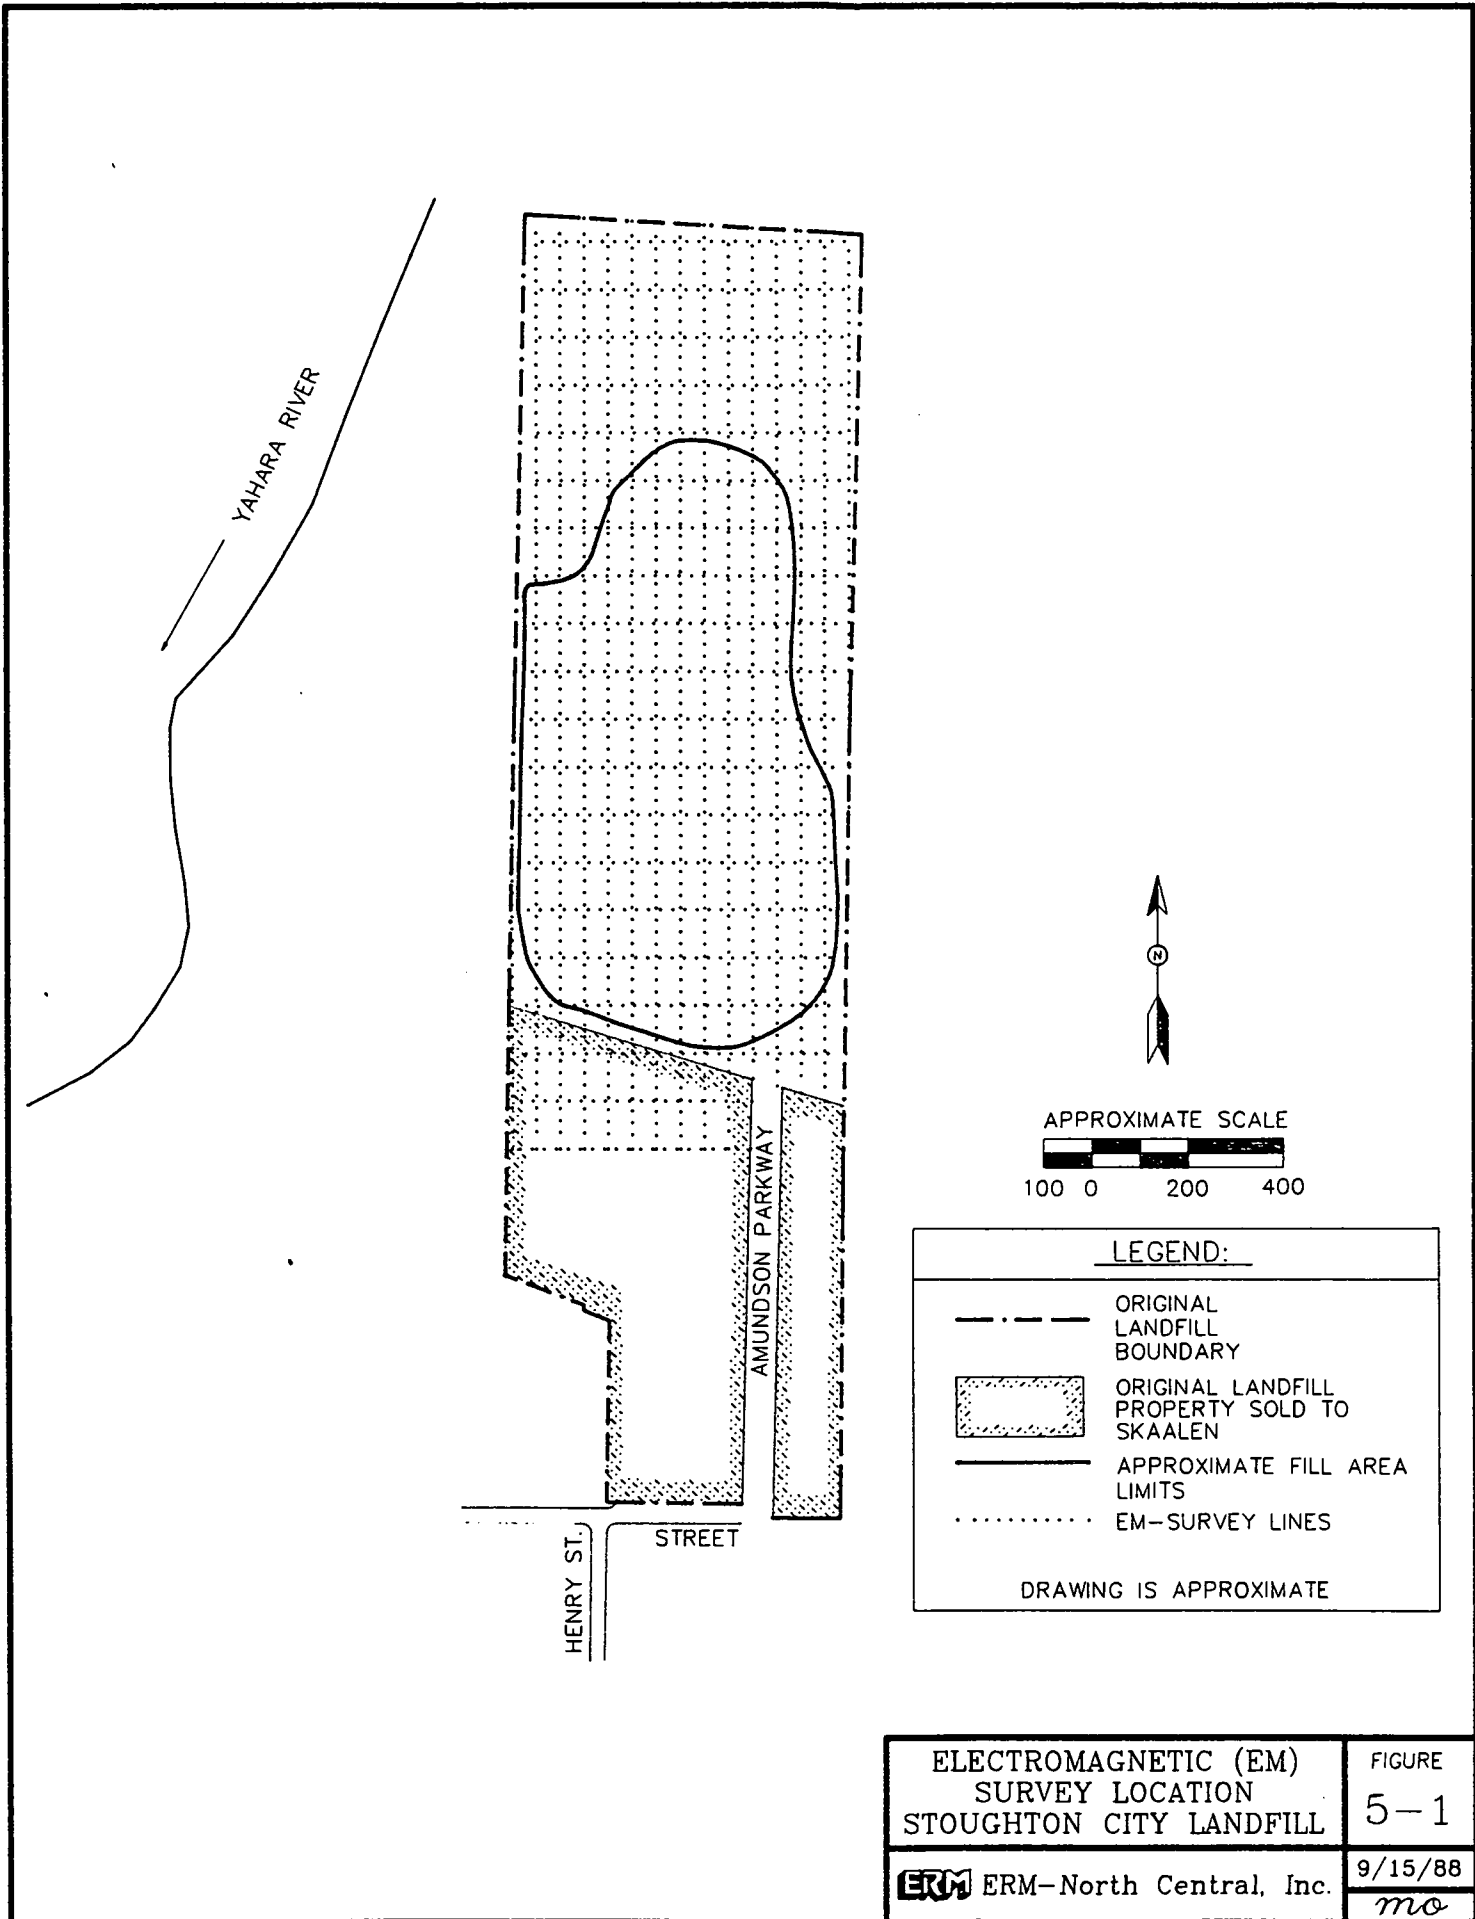 YAHARA RIVER
N
APPROXIMATE SCALE
100 0 200 400
AMUNDSON PARKWAY
LEGEND:
ORIGINAL
LANDFILL
BOUNDARY
ORIGINAL LANDFILL
PROPERTY SOLD TO
SKAALEN
APPROXIMATE FILL AREA
LIMITS
EM-SURVEY LINES
DRAWING IS APPROXIMATE
STREET
HENRY ST.
ELECTROMAGNETIC (EM)
SURVEY LOCATION
STOUGHTON CITY LANDFILL
FIGURE
5-1
ERM ERM-North Central, Inc.
9/15/88
mo